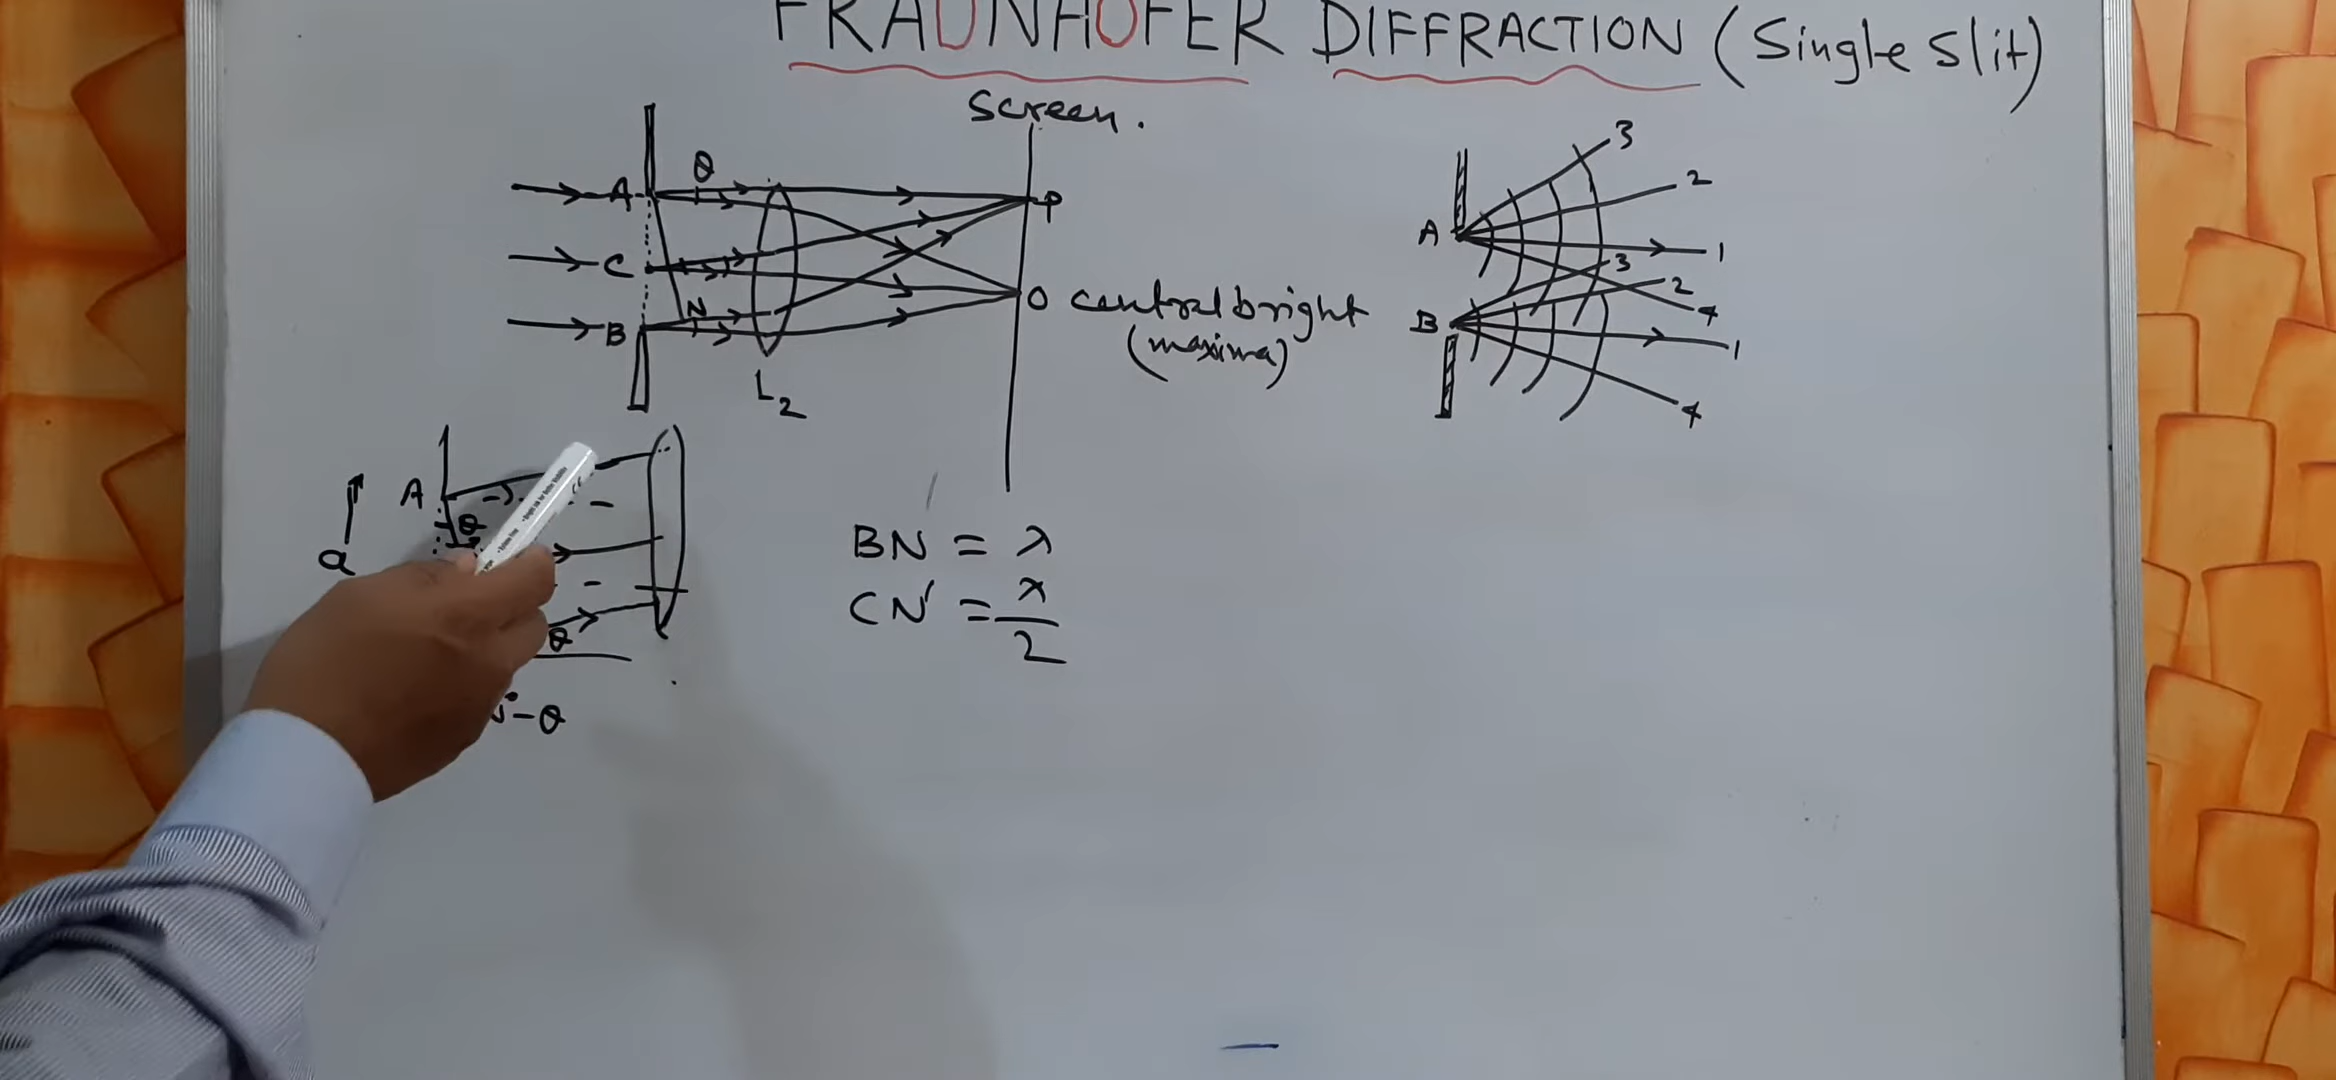 FRAUNHOFER DIFFRACTION (Single Slit)
Screen.
θ
A
P
C
N
B
O central bright
(maxima)
L2
3
2
A
1
3
2
4
B
1
4
A
θ
a
θ
-θ
BN = λ
CN' = λ/2